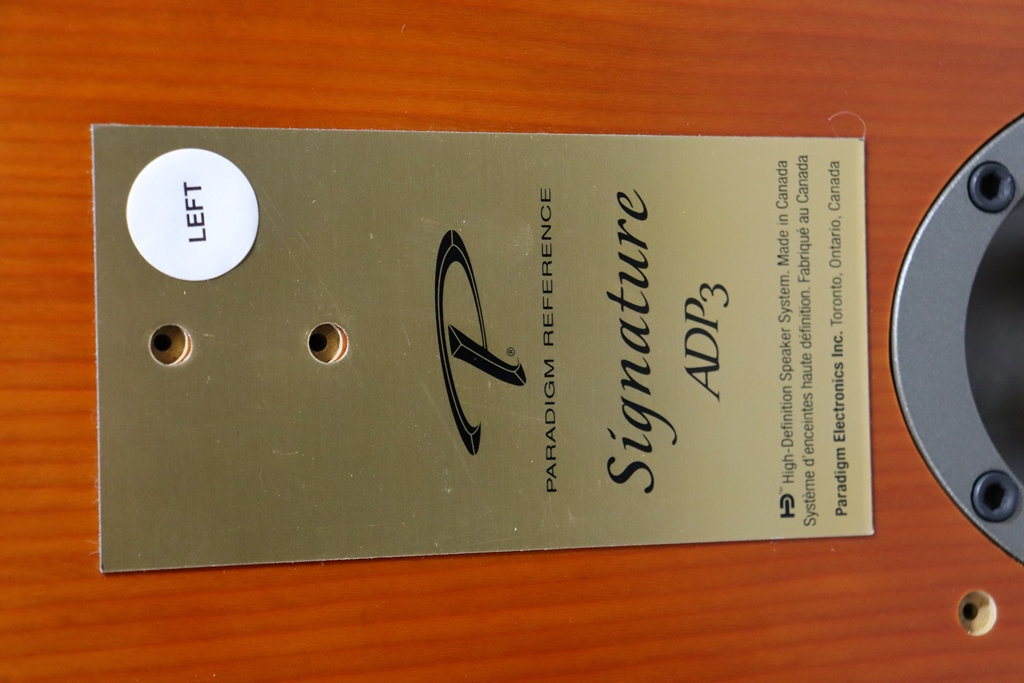 LEFT
P®
PARADIGM REFERENCE
Signature
ADP3
HD™ High-Definition Speaker System. Made in Canada
Système d'enceintes haute définition. Fabriqué au Canada
Paradigm Electronics Inc. Toronto, Ontario, Canada